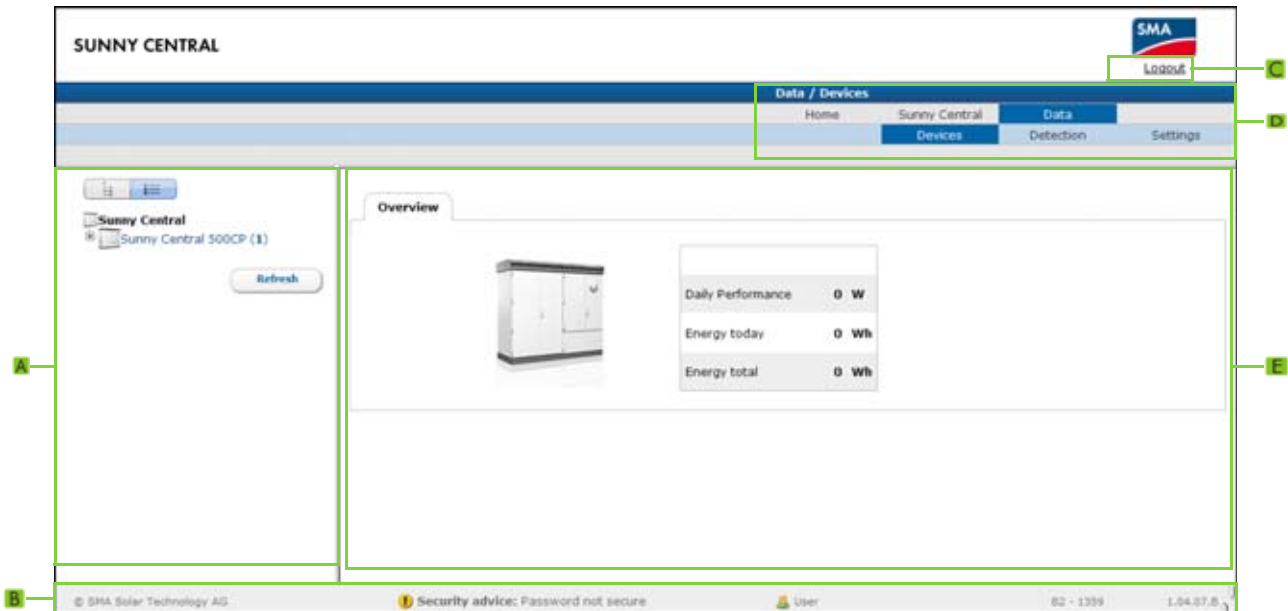 SMA
SUNNY CENTRAL
Logout
C
Data / Devices
Home Sunny Central Data
D
Devices Detection Settings
Overview
Sunny Central
Sunny Central 500CP (1)
Refresh
Daily Performance 0 W
Energy today 0 Wh
A
Energy total 0 Wh
E
B
© SMA Solar Technology AG
Security advice: Password not secure
User
82 - 1359
1.04.07.B